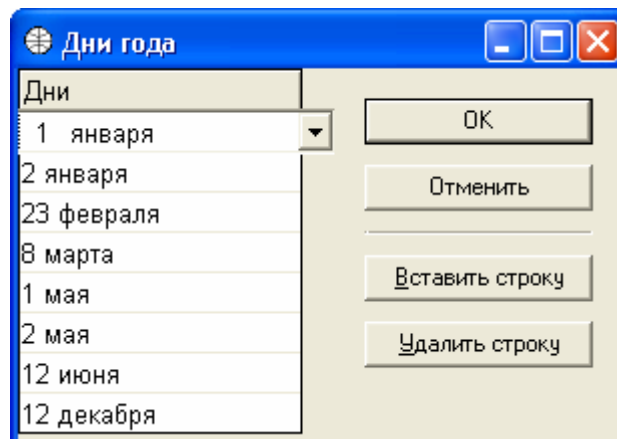 Дни года
Дни
1 января
2 января
23 февраля
8 марта
1 мая
2 мая
12 июня
12 декабря
OK
Отменить
Вставить строку
Удалить строку